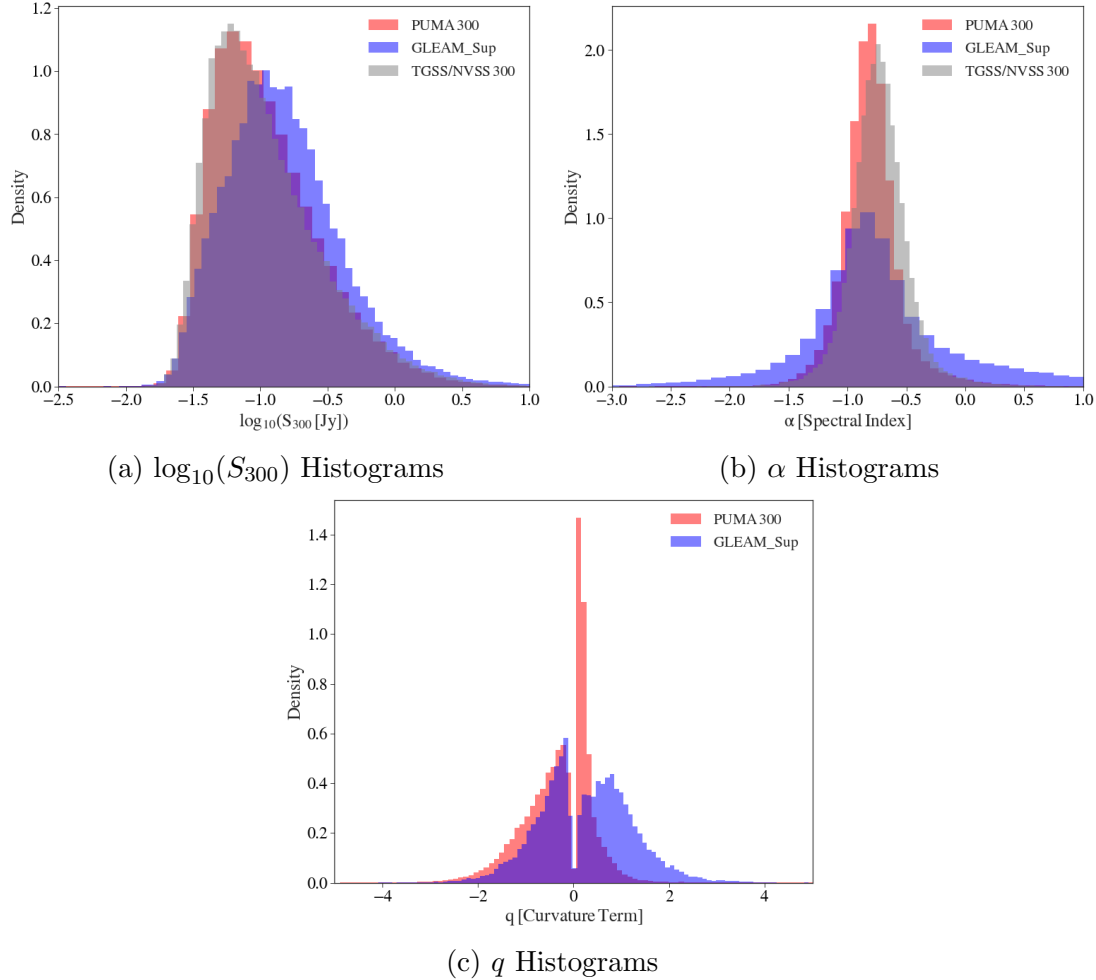 PUMA 300
GLEAM_Sup
TGSS/NVSS 300
1.2
1.0
0.8
0.6
0.4
0.2
0.0
Density
−2.5 −2.0 −1.5 −1.0 −0.5 0.0 0.5 1.0
log₁₀(S₃₀₀ [Jy])
(a) log₁₀(S₃₀₀) Histograms
PUMA 300
GLEAM_Sup
TGSS/NVSS 300
2.0
1.5
1.0
0.5
0.0
Density
−3.0 −2.5 −2.0 −1.5 −1.0 −0.5 0.0 0.5 1.0
α [Spectral Index]
(b) α Histograms
PUMA 300
GLEAM_Sup
1.4
1.2
1.0
0.8
0.6
0.4
0.2
0.0
Density
−4 −2 0 2 4
q [Curvature Term]
(c) q Histograms